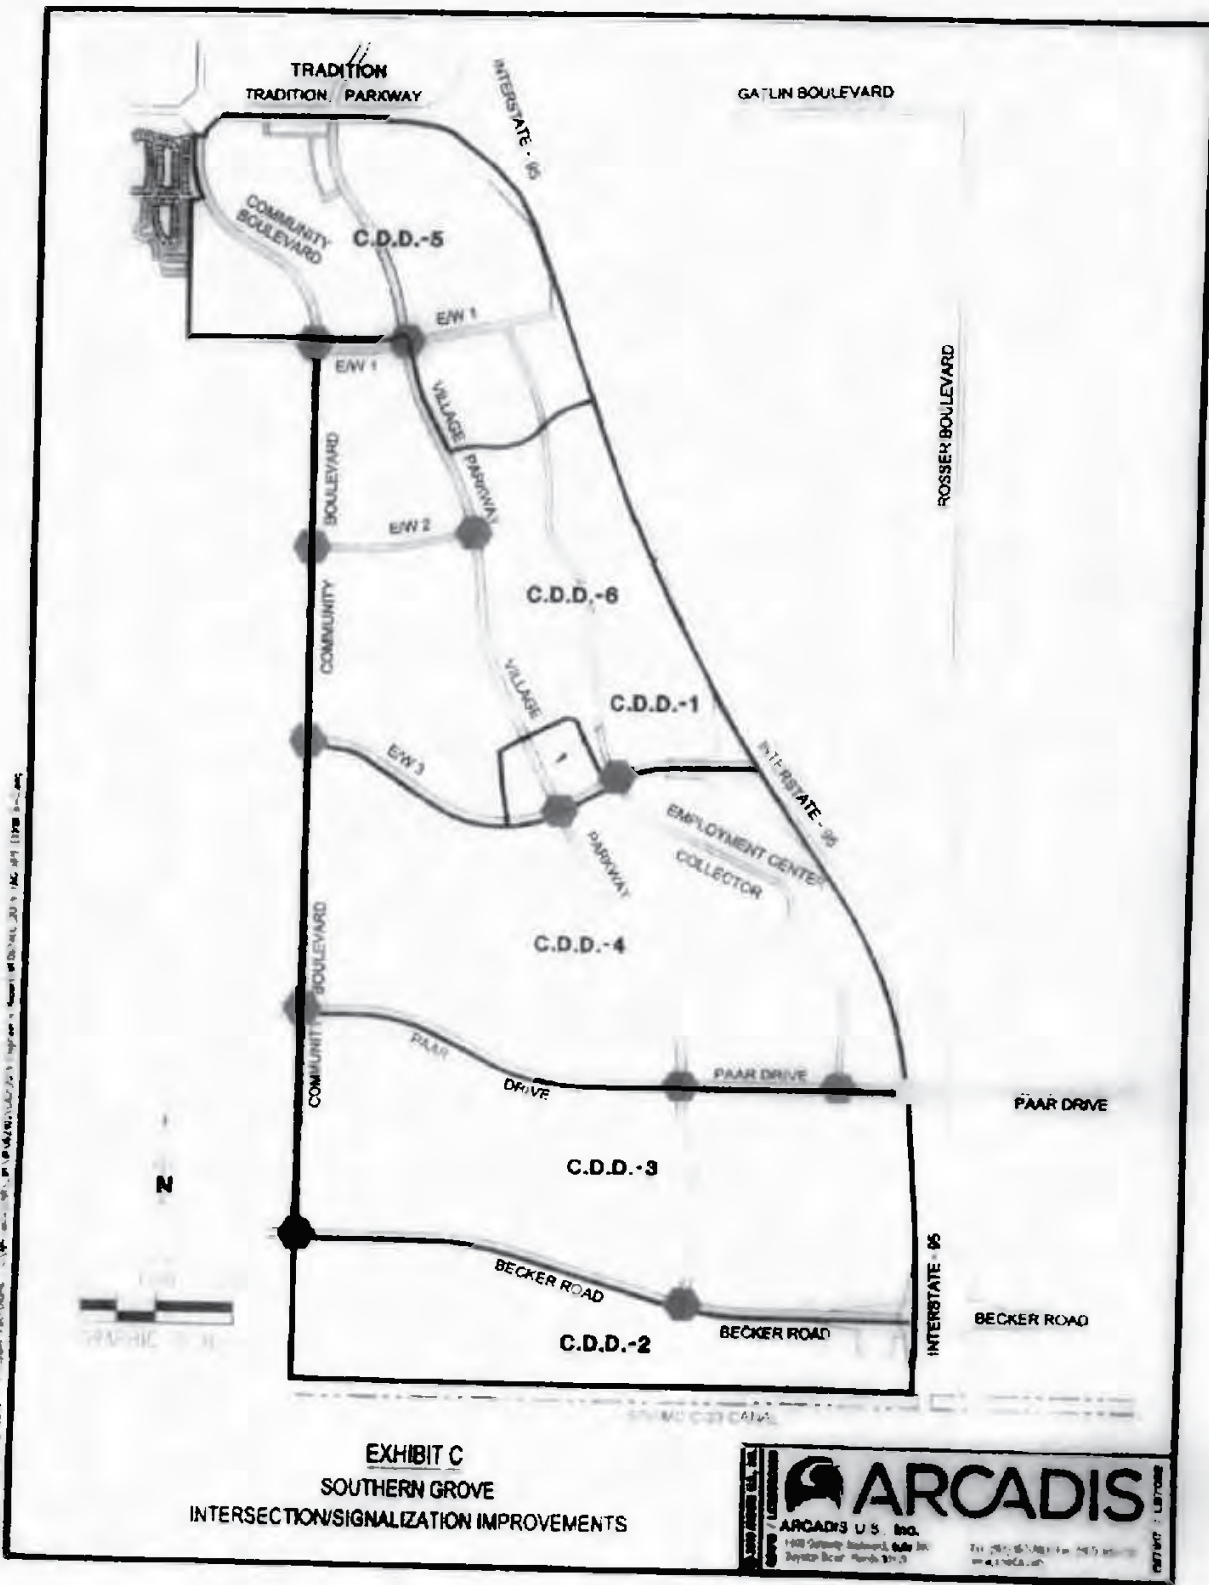 TRADITION
TRADITION PARKWAY
INTERSTATE - 95
GATLIN BOULEVARD
COMMUNITY
BOULEVARD
C.D.D.-5
E/W 1
E/W 1
ROSSER BOULEVARD
VILLAGE
PARKWAY
BOULEVARD
E/W 2
COMMUNITY
C.D.D.-6
VILLAGE
C.D.D.-1
E/W 3
1
INTERSTATE - 95
EMPLOYMENT CENTER
COLLECTOR
PARKWAY
BOULEVARD
C.D.D.-4
COMMUNITY
PAAR
DRIVE
PAAR DRIVE
PAAR DRIVE
C.D.D.-3
N
BECKER ROAD
INTERSTATE - 95
BECKER ROAD
BECKER ROAD
C.D.D.-2
GRAPHIC
C-23 CANAL
EXHIBIT C
SOUTHERN GROVE
INTERSECTION/SIGNALIZATION IMPROVEMENTS
ARCADIS
ARCADIS U.S., Inc.